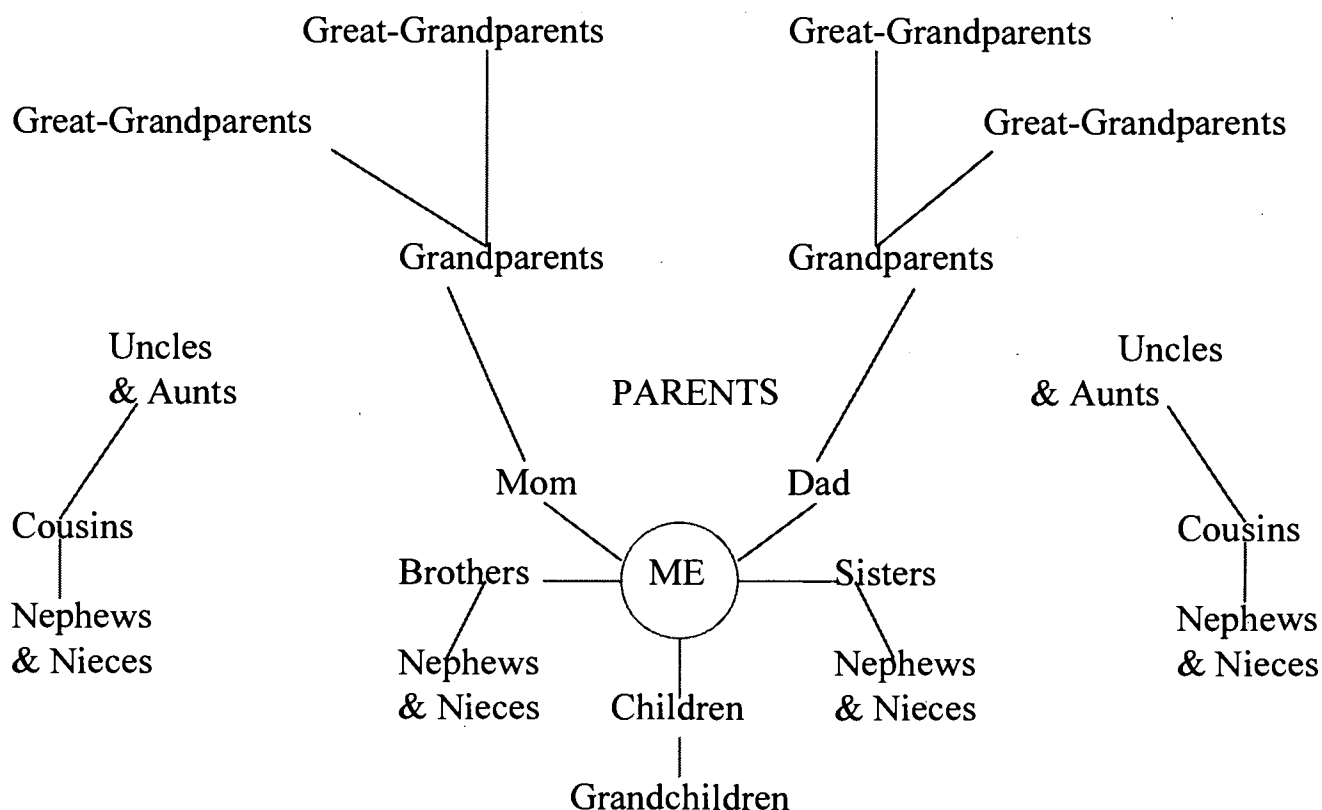 Great-Grandparents
Great-Grandparents
Great-Grandparents
Great-Grandparents
Grandparents
Grandparents
Uncles
& Aunts
PARENTS
Uncles
& Aunts
Mom
Dad
Cousins
Cousins
Brothers
ME
Sisters
Nephews
& Nieces
Nephews
& Nieces
Nephews
& Nieces
Nephews
& Nieces
Children
Grandchildren